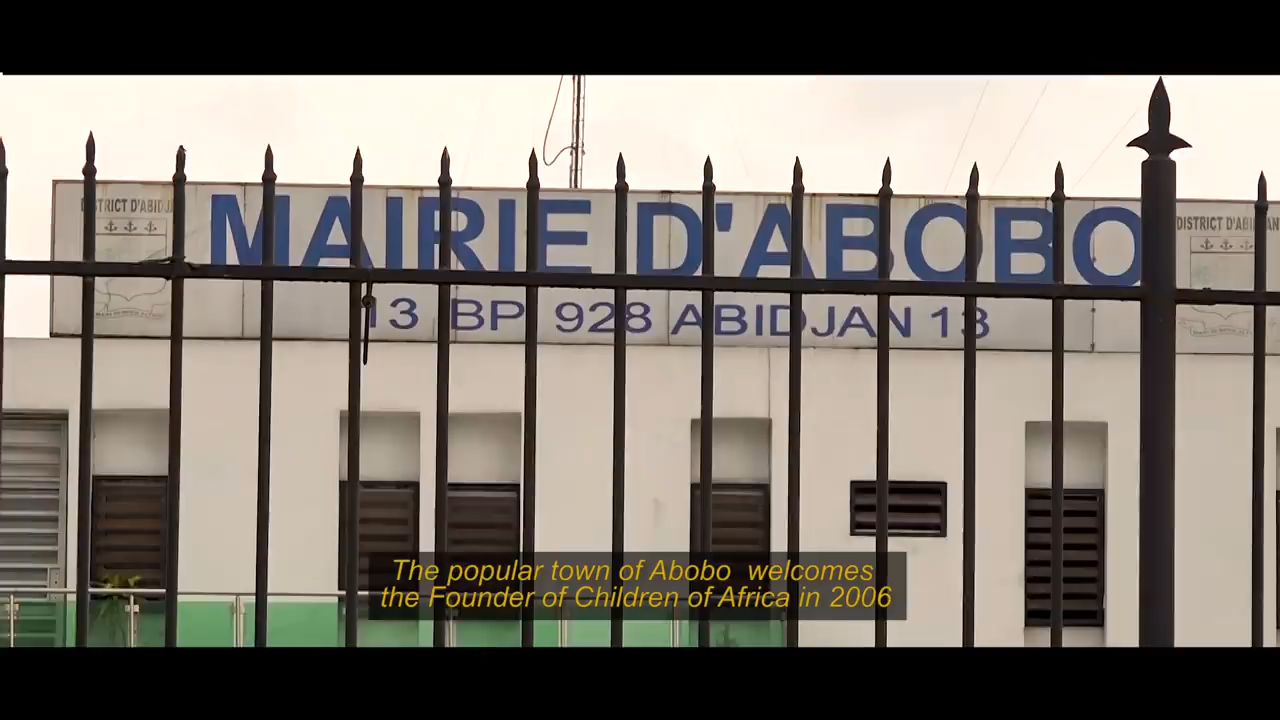 DISTRICT D'ABIDJAN
MAIRIE D'ABOBO
DISTRICT D'ABIDJAN
13 BP 928 ABIDJAN 13
The popular town of Abobo welcomes
the Founder of Children of Africa in 2006